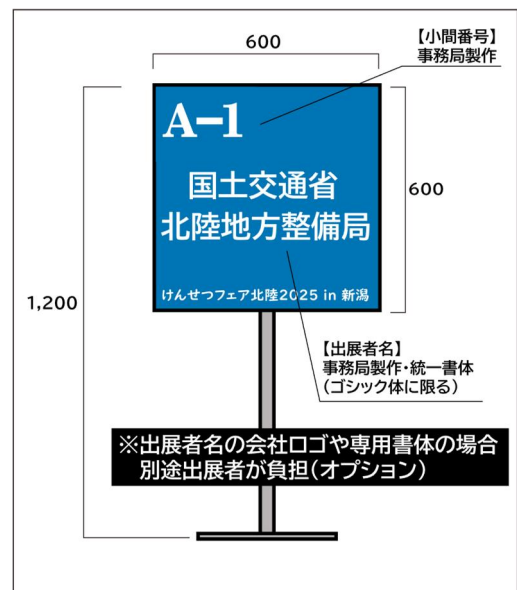 600
【小間番号】
事務局製作
A-1
国土交通省
北陸地方整備局
600
けんせつフェア北陸2025 in 新潟
1,200
【出展者名】
事務局製作・統一書体
(ゴシック体に限る)
※出展者名の会社ロゴや専用書体の場合
別途出展者が負担(オプション)